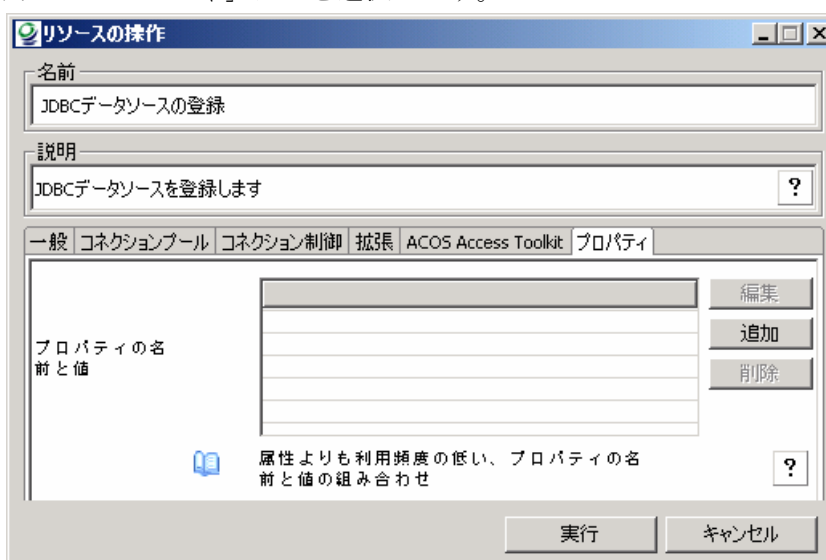 リソースの操作
名前
JDBCデータソースの登録
説明
JDBCデータソースを登録します
?
一般 コネクションプール コネクション制御 拡張 ACOS Access Toolkit プロパティ
編集
追加
プロパティの名
前と値
削除
属性よりも利用頻度の低い、プロパティの名
前と値の組み合わせ
?
実行 キャンセル